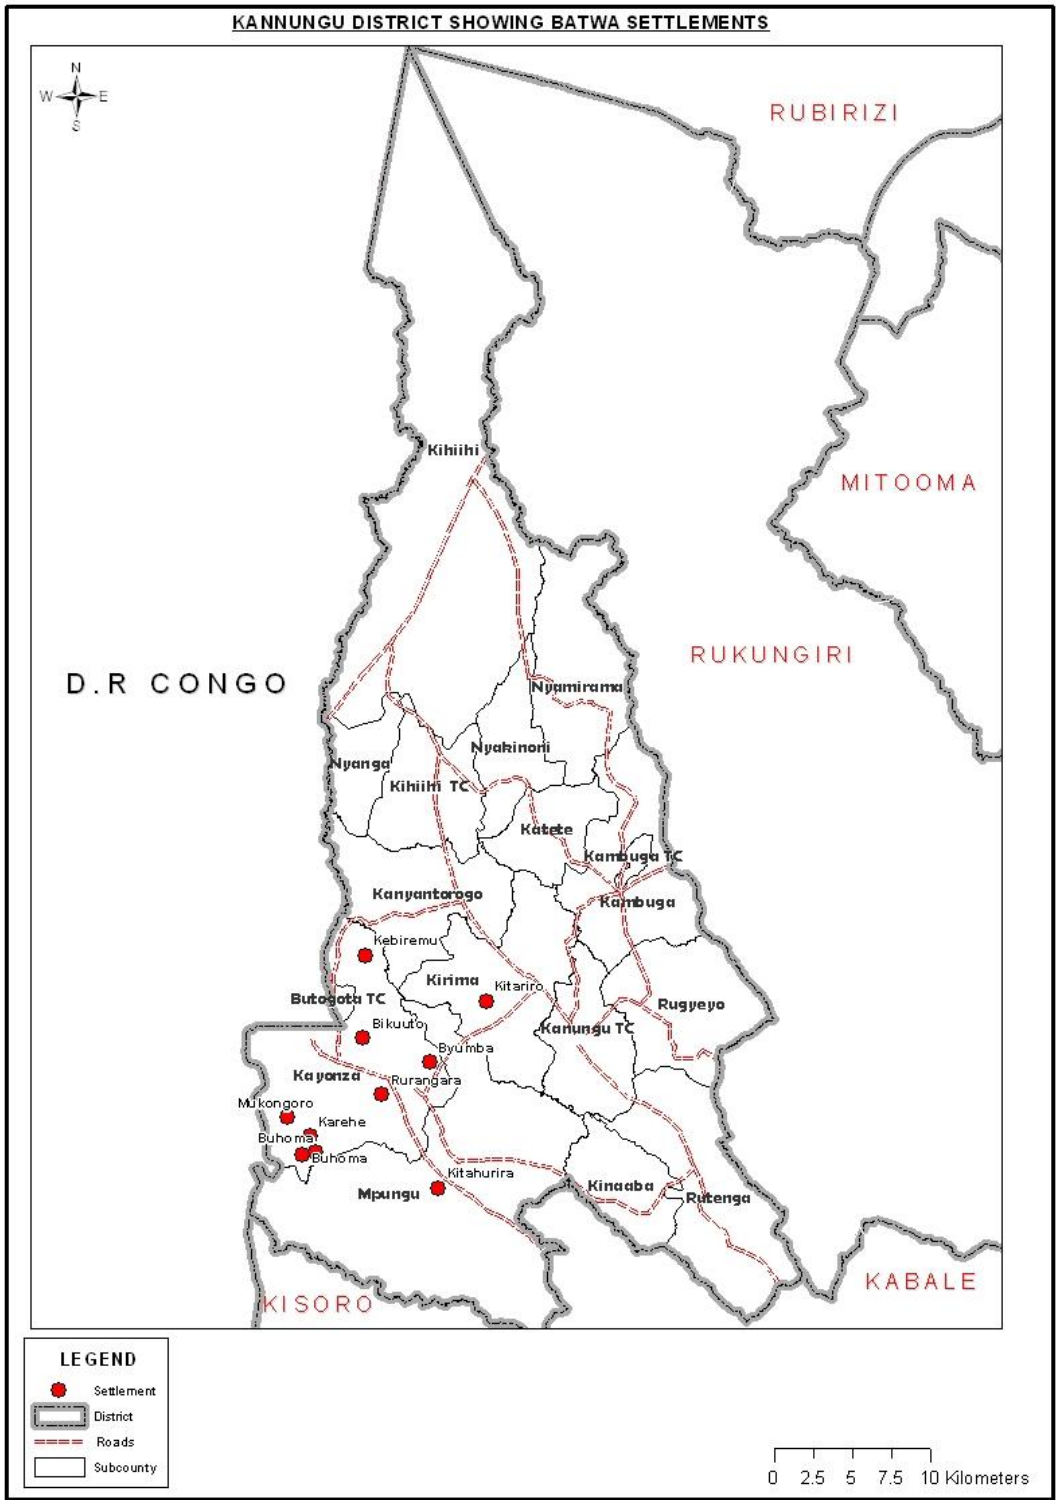 KANNUNGU DISTRICT SHOWING BATWA SETTLEMENTS
N
W E
S
RUBIRIZI
Kihiihi
MITOOMA
RUKUNGIRI
D.R CONGO
Nyamirama
Nyakinoni
Nyanga
Kihiihi TC
Katete
Kambuga TC
Kanyantorogo
Kambuga
Kebiremu
Kirima
Kitariro
Butogota TC
Rugyeyo
Bikuuto
Kanungu TC
Byumba
Kayonza
Rurangara
Mukongoro
Karehe
Buhoma
Buhoma
Kitahurira
Mpungu
Kinaaba
Rutenga
KABALE
KISORO
LEGEND
Settlement
District
Roads
Subcounty
0 2.5 5 7.5 10 Kilometers